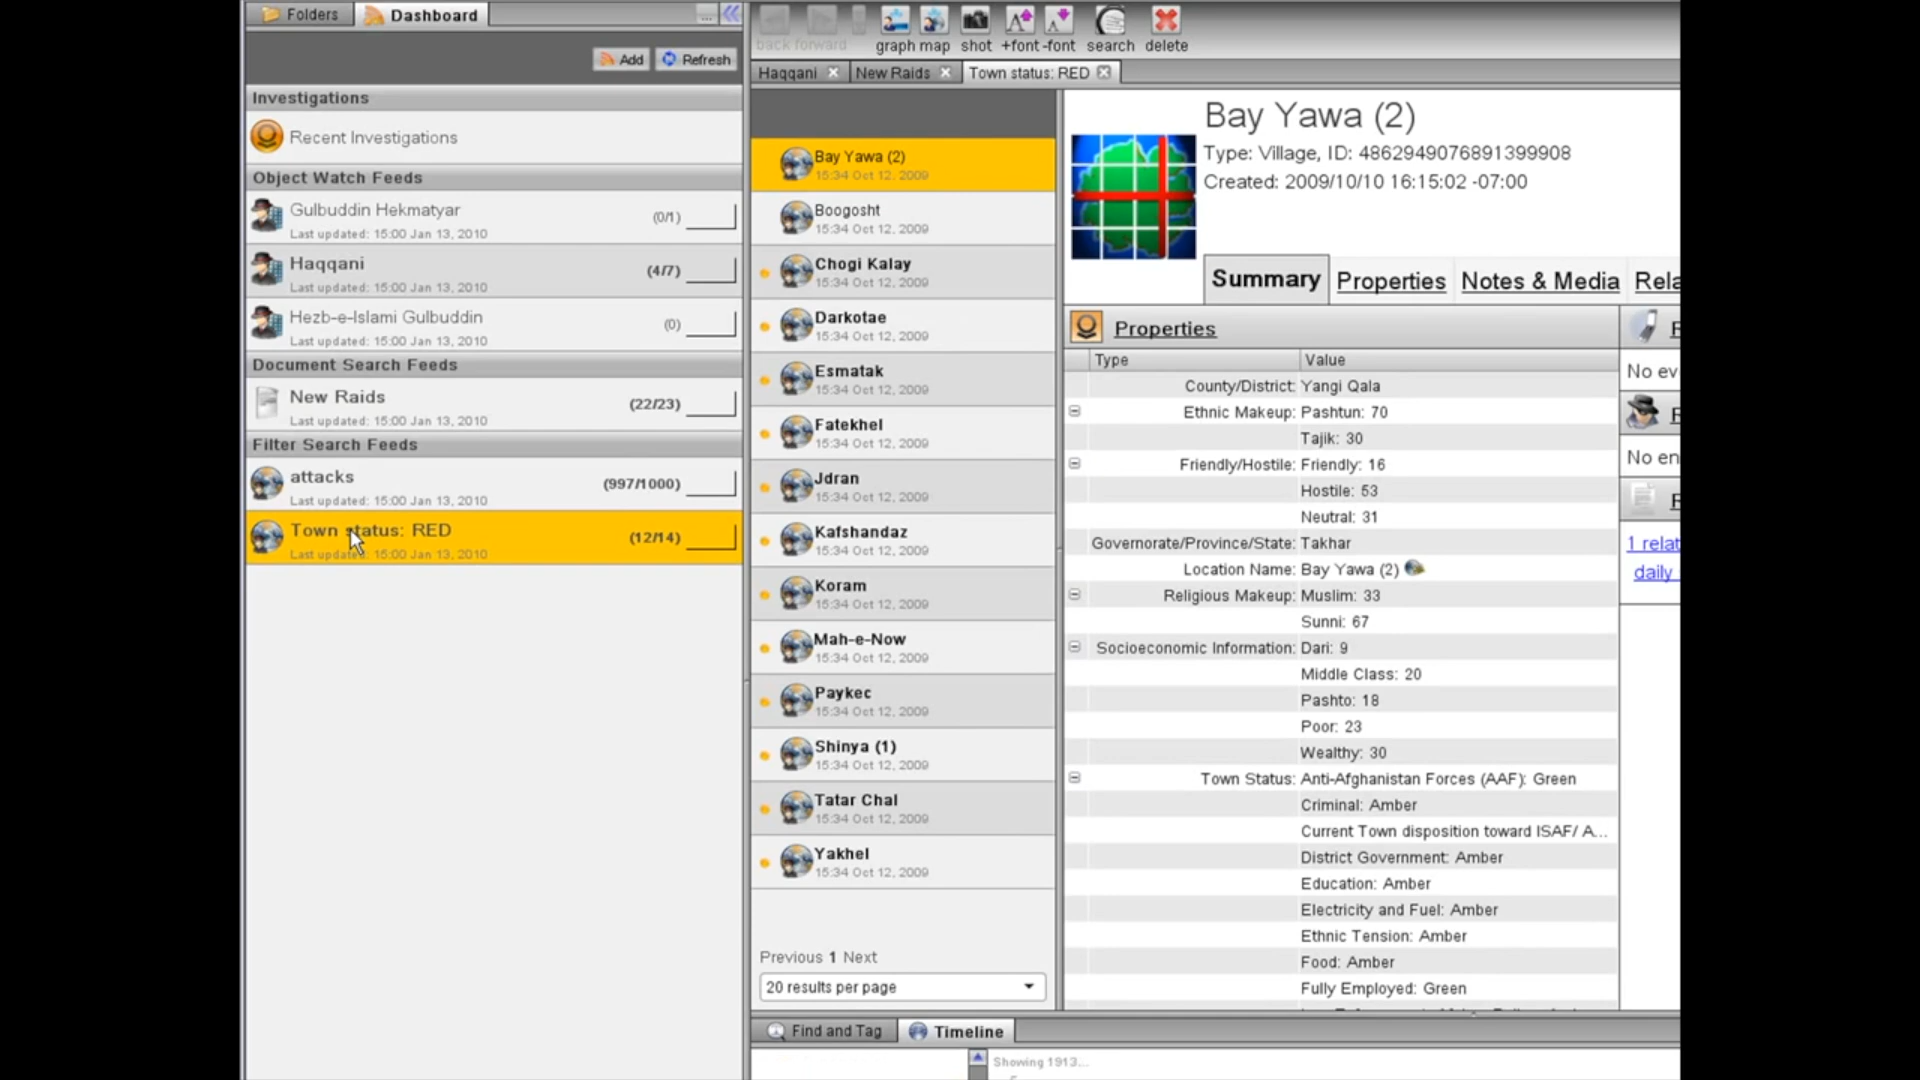 Folders
Dashboard
...
Add
Refresh
Investigations
Recent Investigations
Object Watch Feeds
Gulbuddin Hekmatyar
(0/1)
Last updated: 15:00 Jan 13, 2010
Haqqani
(4/7)
Last updated: 15:00 Jan 13, 2010
Hezb-e-Islami Gulbuddin
(0)
Last updated: 15:00 Jan 13, 2010
Document Search Feeds
New Raids
(22/23)
Last updated: 15:00 Jan 13, 2010
Filter Search Feeds
attacks
(997/1000)
Last updated: 15:00 Jan 13, 2010
Town status: RED
(12/14)
Last updated: 15:00 Jan 13, 2010
back forward graph map shot +font -font search delete
Haqqani
New Raids
Town status: RED
Bay Yawa (2)
15:34 Oct 12, 2009
Boogosht
15:34 Oct 12, 2009
Chogi Kalay
15:34 Oct 12, 2009
Darkotae
15:34 Oct 12, 2009
Esmatak
15:34 Oct 12, 2009
Fatekhel
15:34 Oct 12, 2009
Jdran
15:34 Oct 12, 2009
Kafshandaz
15:34 Oct 12, 2009
Koram
15:34 Oct 12, 2009
Mah-e-Now
15:34 Oct 12, 2009
Paykec
15:34 Oct 12, 2009
Shinya (1)
15:34 Oct 12, 2009
Tatar Chal
15:34 Oct 12, 2009
Yakhel
15:34 Oct 12, 2009
Previous 1 Next
20 results per page
Bay Yawa (2)
Type: Village, ID: 4862949076891399908
Created: 2009/10/10 16:15:02 -07:00
Summary
Properties
Notes & Media
Rela
Properties
Type
Value
County/District: Yangi Qala
Ethnic Makeup: Pashtun: 70
Tajik: 30
Friendly/Hostile: Friendly: 16
Hostile: 53
Neutral: 31
Governorate/Province/State: Takhar
Location Name: Bay Yawa (2)
Religious Makeup: Muslim: 33
Sunni: 67
Socioeconomic Information: Dari: 9
Middle Class: 20
Pashto: 18
Poor: 23
Wealthy: 30
Town Status: Anti-Afghanistan Forces (AAF): Green
Criminal: Amber
Current Town disposition toward ISAF/ A...
District Government: Amber
Education: Amber
Electricity and Fuel: Amber
Ethnic Tension: Amber
Food: Amber
Fully Employed: Green
No ev
No en
1 relat
daily
Find and Tag
Timeline
Showing 1913...